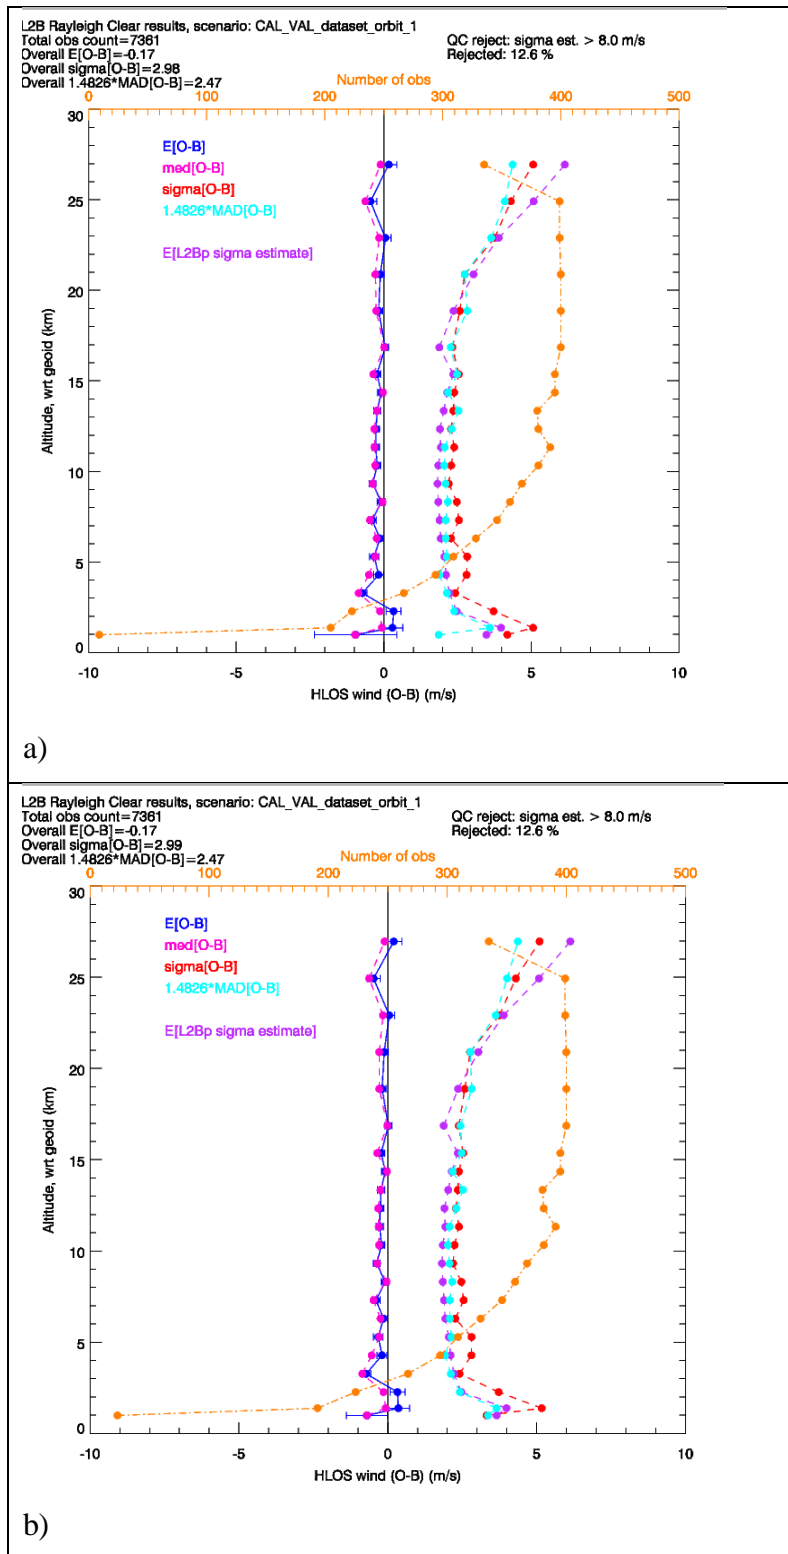 L2B Rayleigh Clear results, scenario: CAL_VAL_dataset_orbit_1
Total obs count=7361
QC reject: sigma est. > 8.0 m/s
Overall E[O-B]=-0.17
Rejected: 12.6 %
Overall sigma[O-B]=2.98
Overall 1.4826*MAD[O-B]=2.47
Number of obs
0 100 200 300 400 500
30
E[O-B]
med[O-B]
sigma[O-B]
1.4826*MAD[O-B]
E[L2Bp sigma estimate]
25
20
15
10
5
0
Altitude, wrt geoid (km)
-10 -5 0 5 10
HLOS wind (O-B) (m/s)
a)
L2B Rayleigh Clear results, scenario: CAL_VAL_dataset_orbit_1
Total obs count=7361
QC reject: sigma est. > 8.0 m/s
Overall E[O-B]=-0.17
Rejected: 12.6 %
Overall sigma[O-B]=2.99
Overall 1.4826*MAD[O-B]=2.47
Number of obs
0 100 200 300 400 500
30
E[O-B]
med[O-B]
sigma[O-B]
1.4826*MAD[O-B]
E[L2Bp sigma estimate]
25
20
15
10
5
0
Altitude, wrt geoid (km)
-10 -5 0 5 10
HLOS wind (O-B) (m/s)
b)